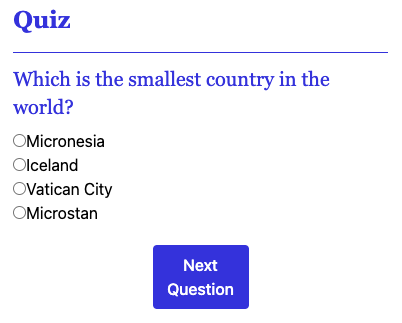 Quiz
Which is the smallest country in the
world?
Micronesia
Iceland
Vatican City
Microstan
Next
Question